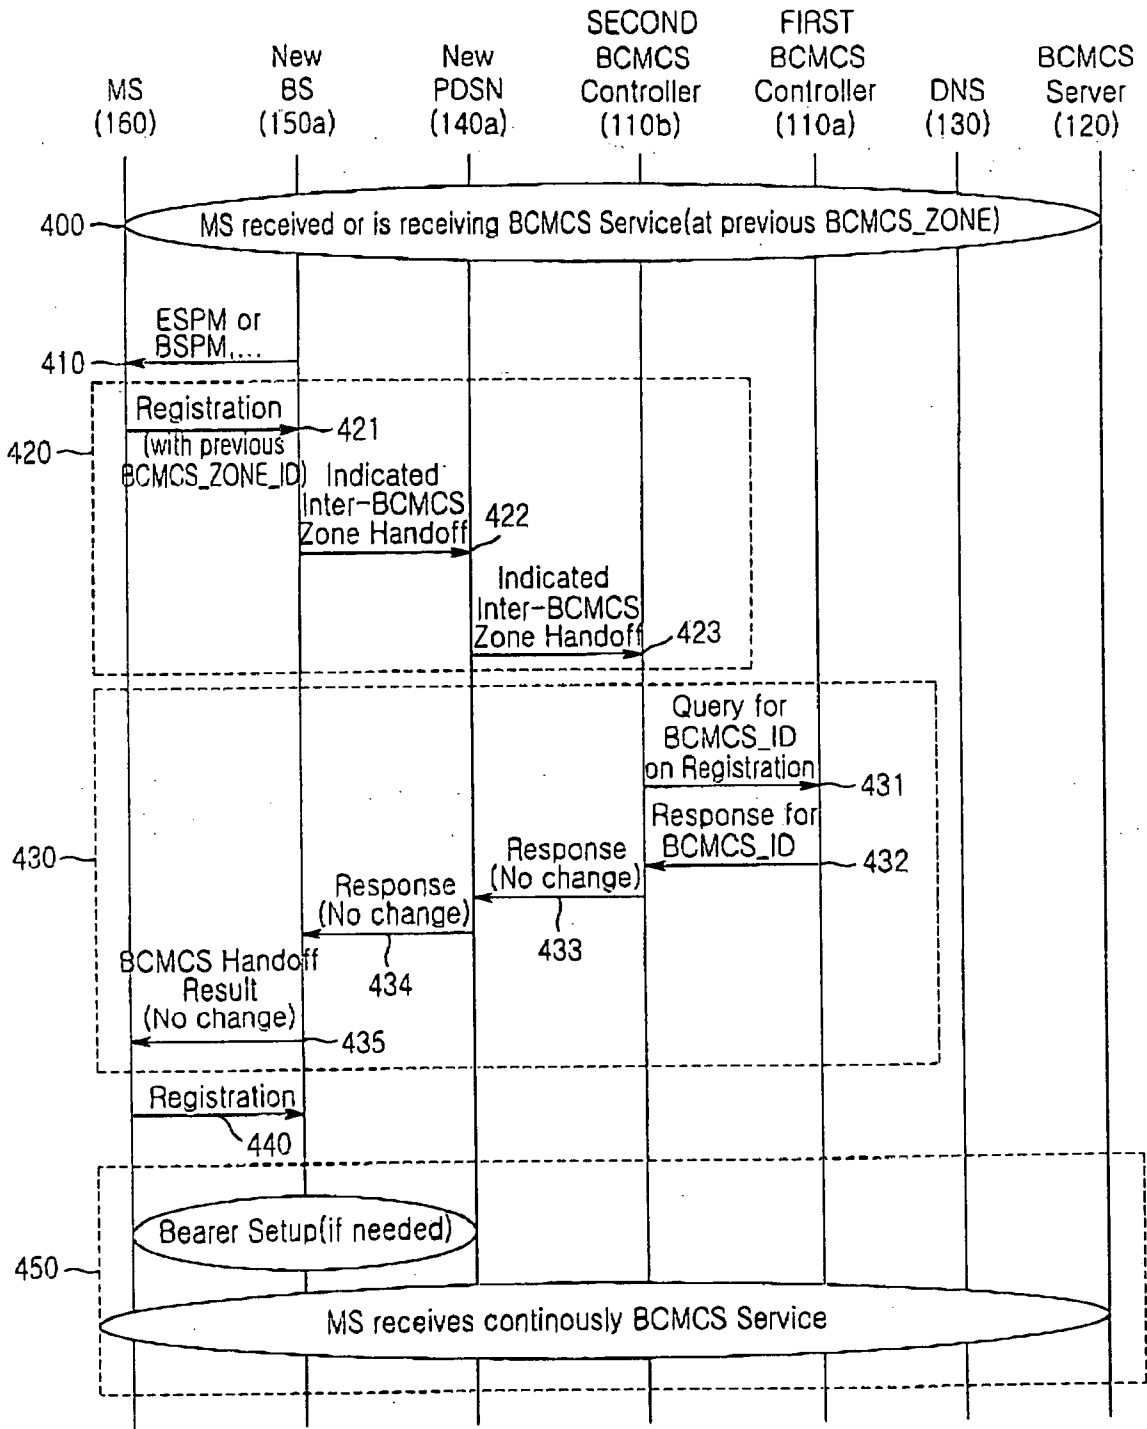 MS
(160)
New
BS
(150a)
New
PDSN
(140a)
SECOND
BCMCS
Controller
(110b)
FIRST
BCMCS
Controller
(110a)
DNS
(130)
BCMCS
Server
(120)
400
MS received or is receiving BCMCS Service(at previous BCMCS_ZONE)
ESPM or
BSPM,...
410
420
Registration
421
(with previous
BCMCS_ZONE_ID)
Indicated
Inter-BCMCS
Zone Handoff
422
Indicated
Inter-BCMCS
Zone Handoff
423
430
Query for
BCMCS_ID
on Registration
431
Response for
BCMCS_ID
432
Response
(No change)
433
Response
(No change)
434
BCMCS Handoff
Result
(No change)
435
Registration
440
450
Bearer Setup(if needed)
MS receives continously BCMCS Service